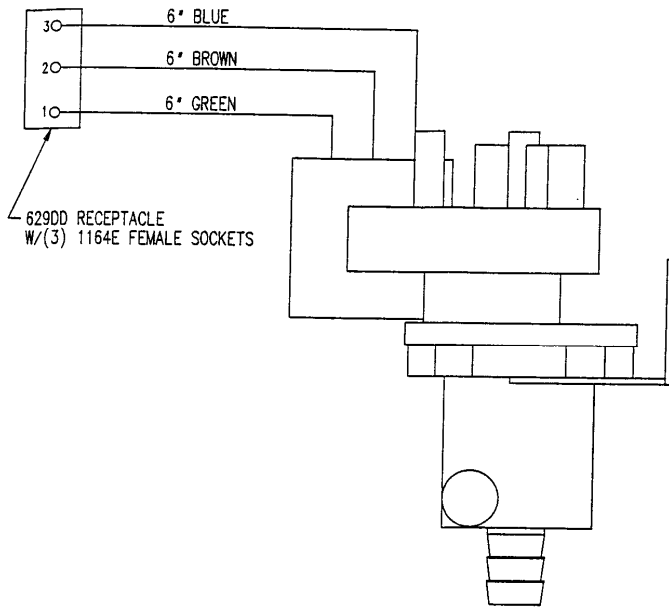 3 6" BLUE
2 6" BROWN
1 6" GREEN
629DD RECEPTACLE
W/(3) 1164E FEMALE SOCKETS